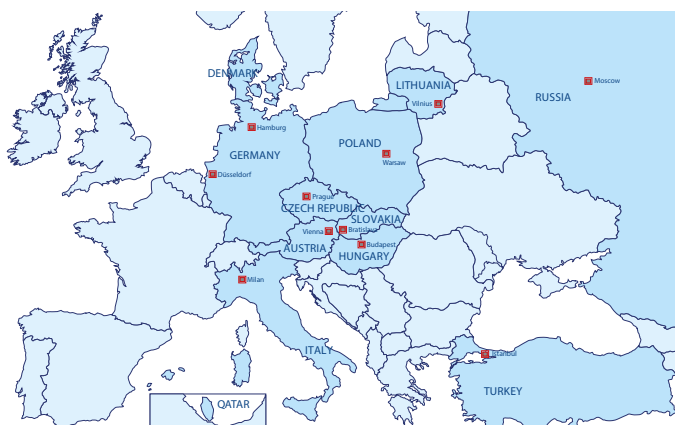 DENMARK
LITHUANIA
Vilnius
Moscow
RUSSIA
Hamburg
GERMANY
POLAND
Warsaw
Düsseldorf
Prague
CZECH REPUBLIC
SLOVAKIA
Vienna
Bratislava
AUSTRIA
Budapest
HUNGARY
Milan
ITALY
Istanbul
TURKEY
QATAR